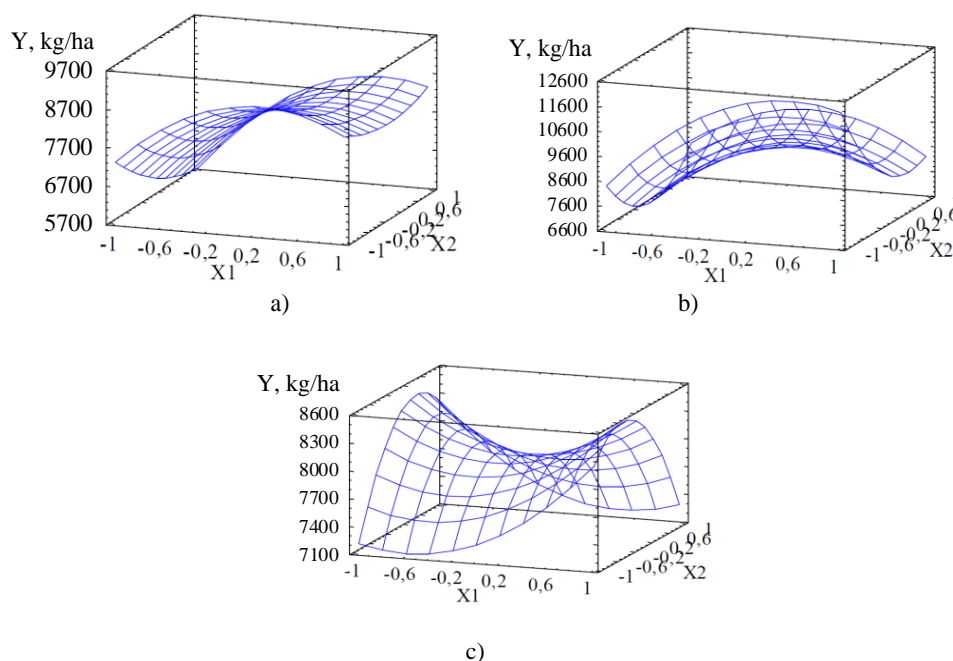 Y, kg/ha
9700
8700
7700
6700
5700
-1 -0,6 -0,2 0,2 0,6 1
X1
-1 -0,6 -0,2 0,2 0,6 1
X2
a)
Y, kg/ha
12600
11600
10600
9600
8600
7600
6600
-1 -0,6 -0,2 0,2 0,6 1
X1
-1 -0,6 -0,2 0,2 0,6
X2
b)
Y, kg/ha
8600
8300
8000
7700
7400
7100
-1 -0,6 -0,2 0,2 0,6 1
X1
-1 -0,6 -0,2 0,2 0,6 1
X2
c)